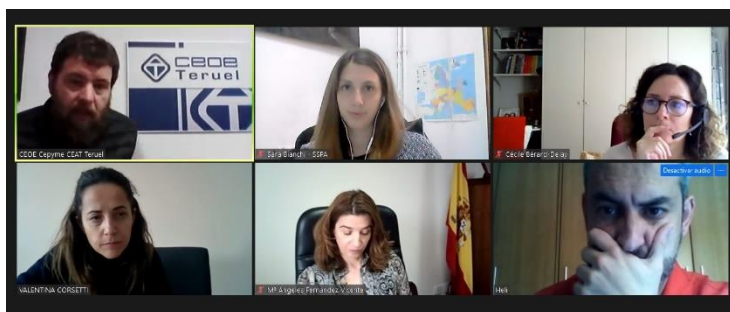 ceoe
Teruel
CEOE Cepyme CEAT Teruel
Sara Bianchi - SSPA
Cécile Bérard-Delay
Desactivar audio
VALENTINA CORSETTI
Mª Angeles Fernández Vicente
Heli